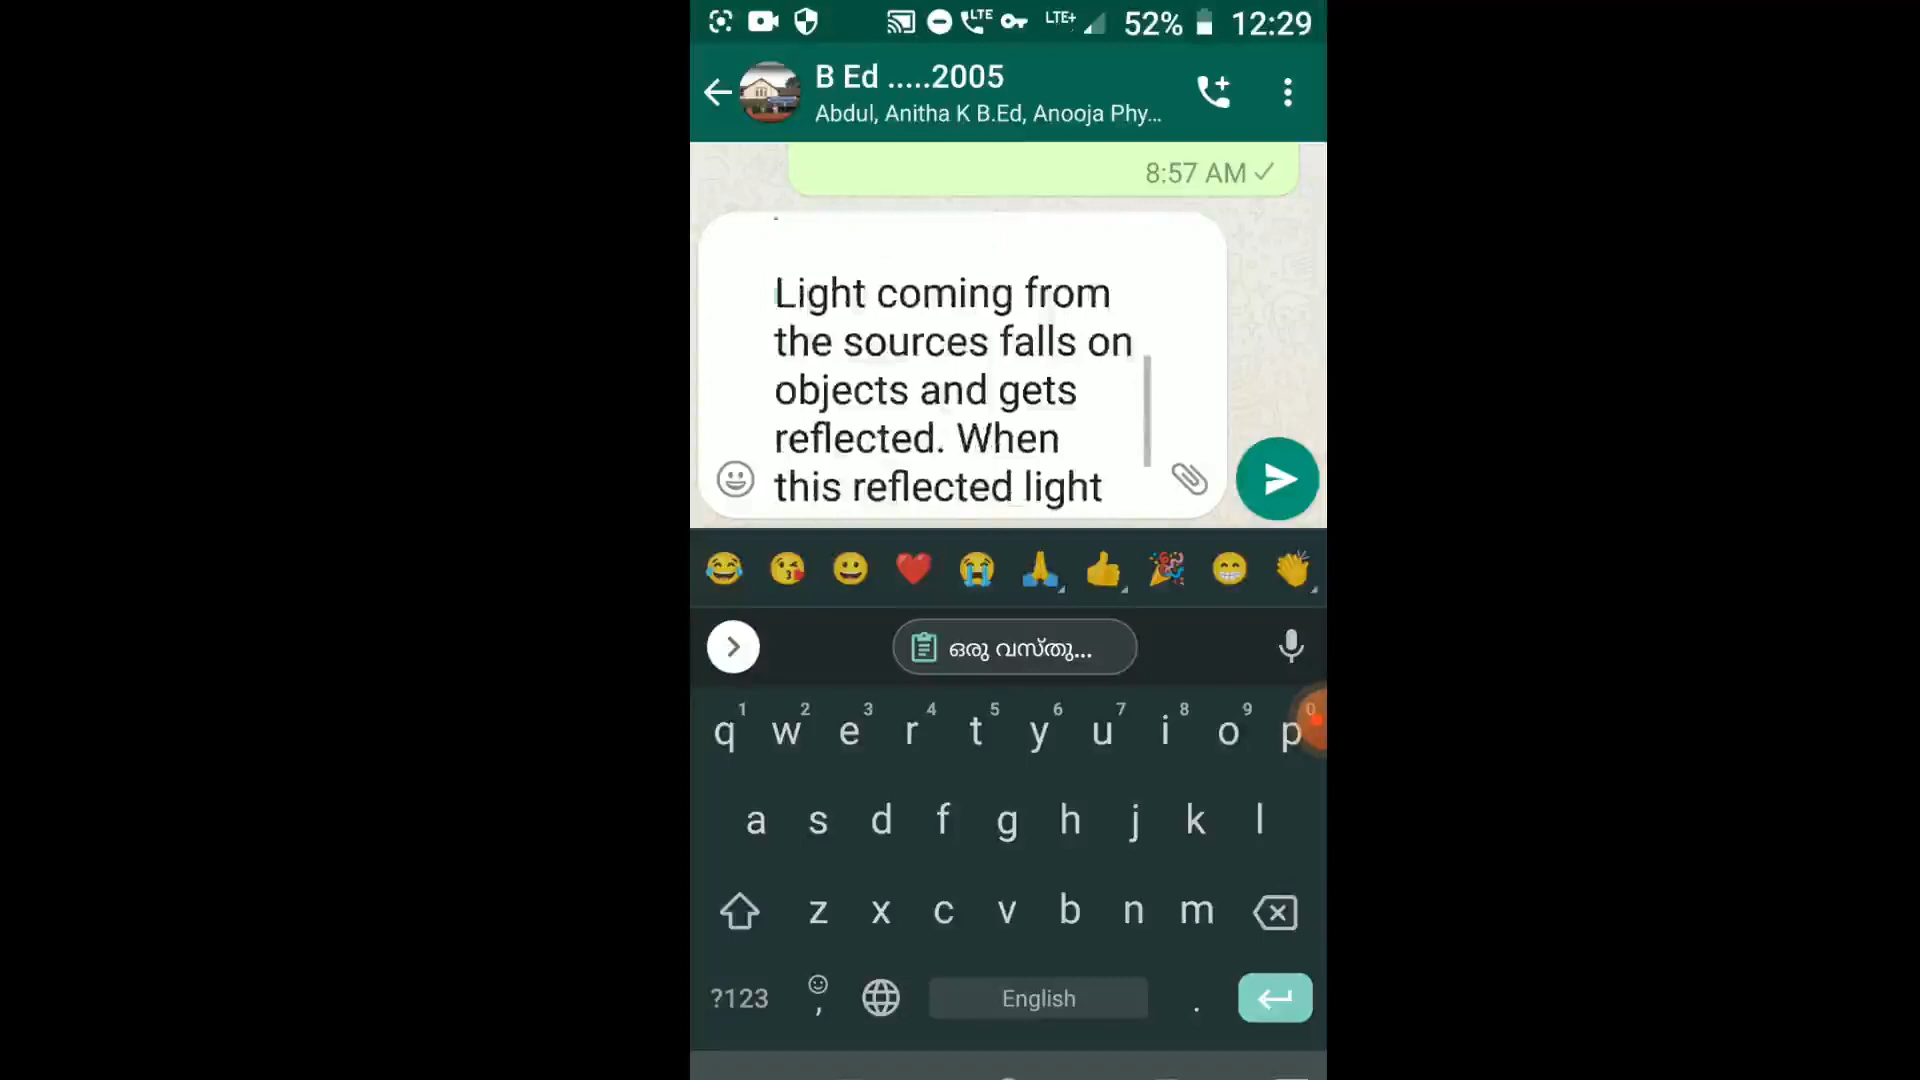 LTE LTE+ 52% 12:29
B Ed .....2005
Abdul, Anitha K B.Ed, Anooja Phy...
8:57 AM
Light coming from
the sources falls on
objects and gets
reflected. When
this reflected light
ഒരു വസ്തു...
1 2 3 4 5 6 7 8 9 0
q w e r t y u i o p
a s d f g h j k l
z x c v b n m
?123 , English .